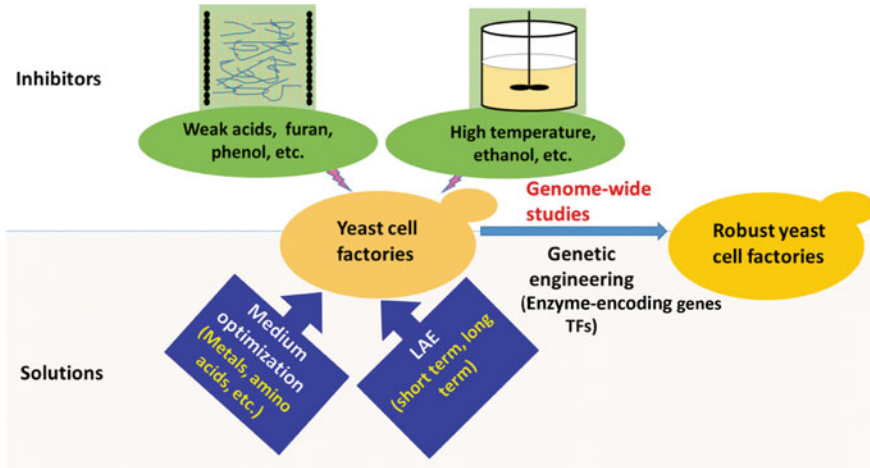 Inhibitors
Weak acids, furan,
phenol, etc.
High temperature,
ethanol, etc.
Yeast cell
factories
Genome-wide
studies
Genetic
engineering
(Enzyme-encoding genes
TFs)
Robust yeast
cell factories
Solutions
Medium
optimization
(Metals, amino
acids, etc.)
LAE
(short term, long
term)